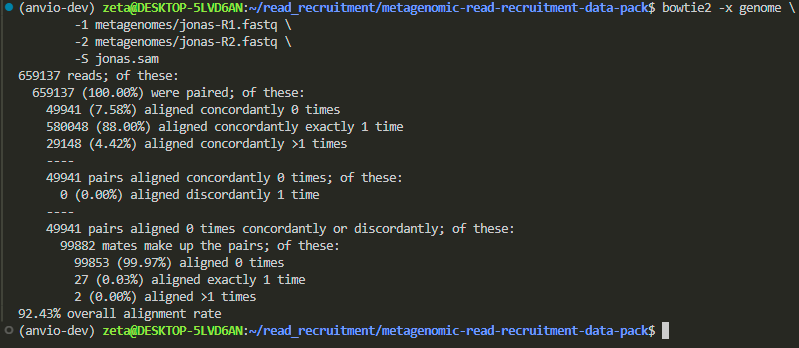 (anvio-dev) zeta@DESKTOP-5LVD6AN:~/read_recruitment/metagenomic-read-recruitment-data-pack$ bowtie2 -x genome \
-1 metagenomes/jonas-R1.fastq \
-2 metagenomes/jonas-R2.fastq \
-S jonas.sam
659137 reads; of these:
659137 (100.00%) were paired; of these:
49941 (7.58%) aligned concordantly 0 times
580048 (88.00%) aligned concordantly exactly 1 time
29148 (4.42%) aligned concordantly >1 times
----
49941 pairs aligned concordantly 0 times; of these:
0 (0.00%) aligned discordantly 1 time
----
49941 pairs aligned 0 times concordantly or discordantly; of these:
99882 mates make up the pairs; of these:
99853 (99.97%) aligned 0 times
27 (0.03%) aligned exactly 1 time
2 (0.00%) aligned >1 times
92.43% overall alignment rate
(anvio-dev) zeta@DESKTOP-5LVD6AN:~/read_recruitment/metagenomic-read-recruitment-data-pack$